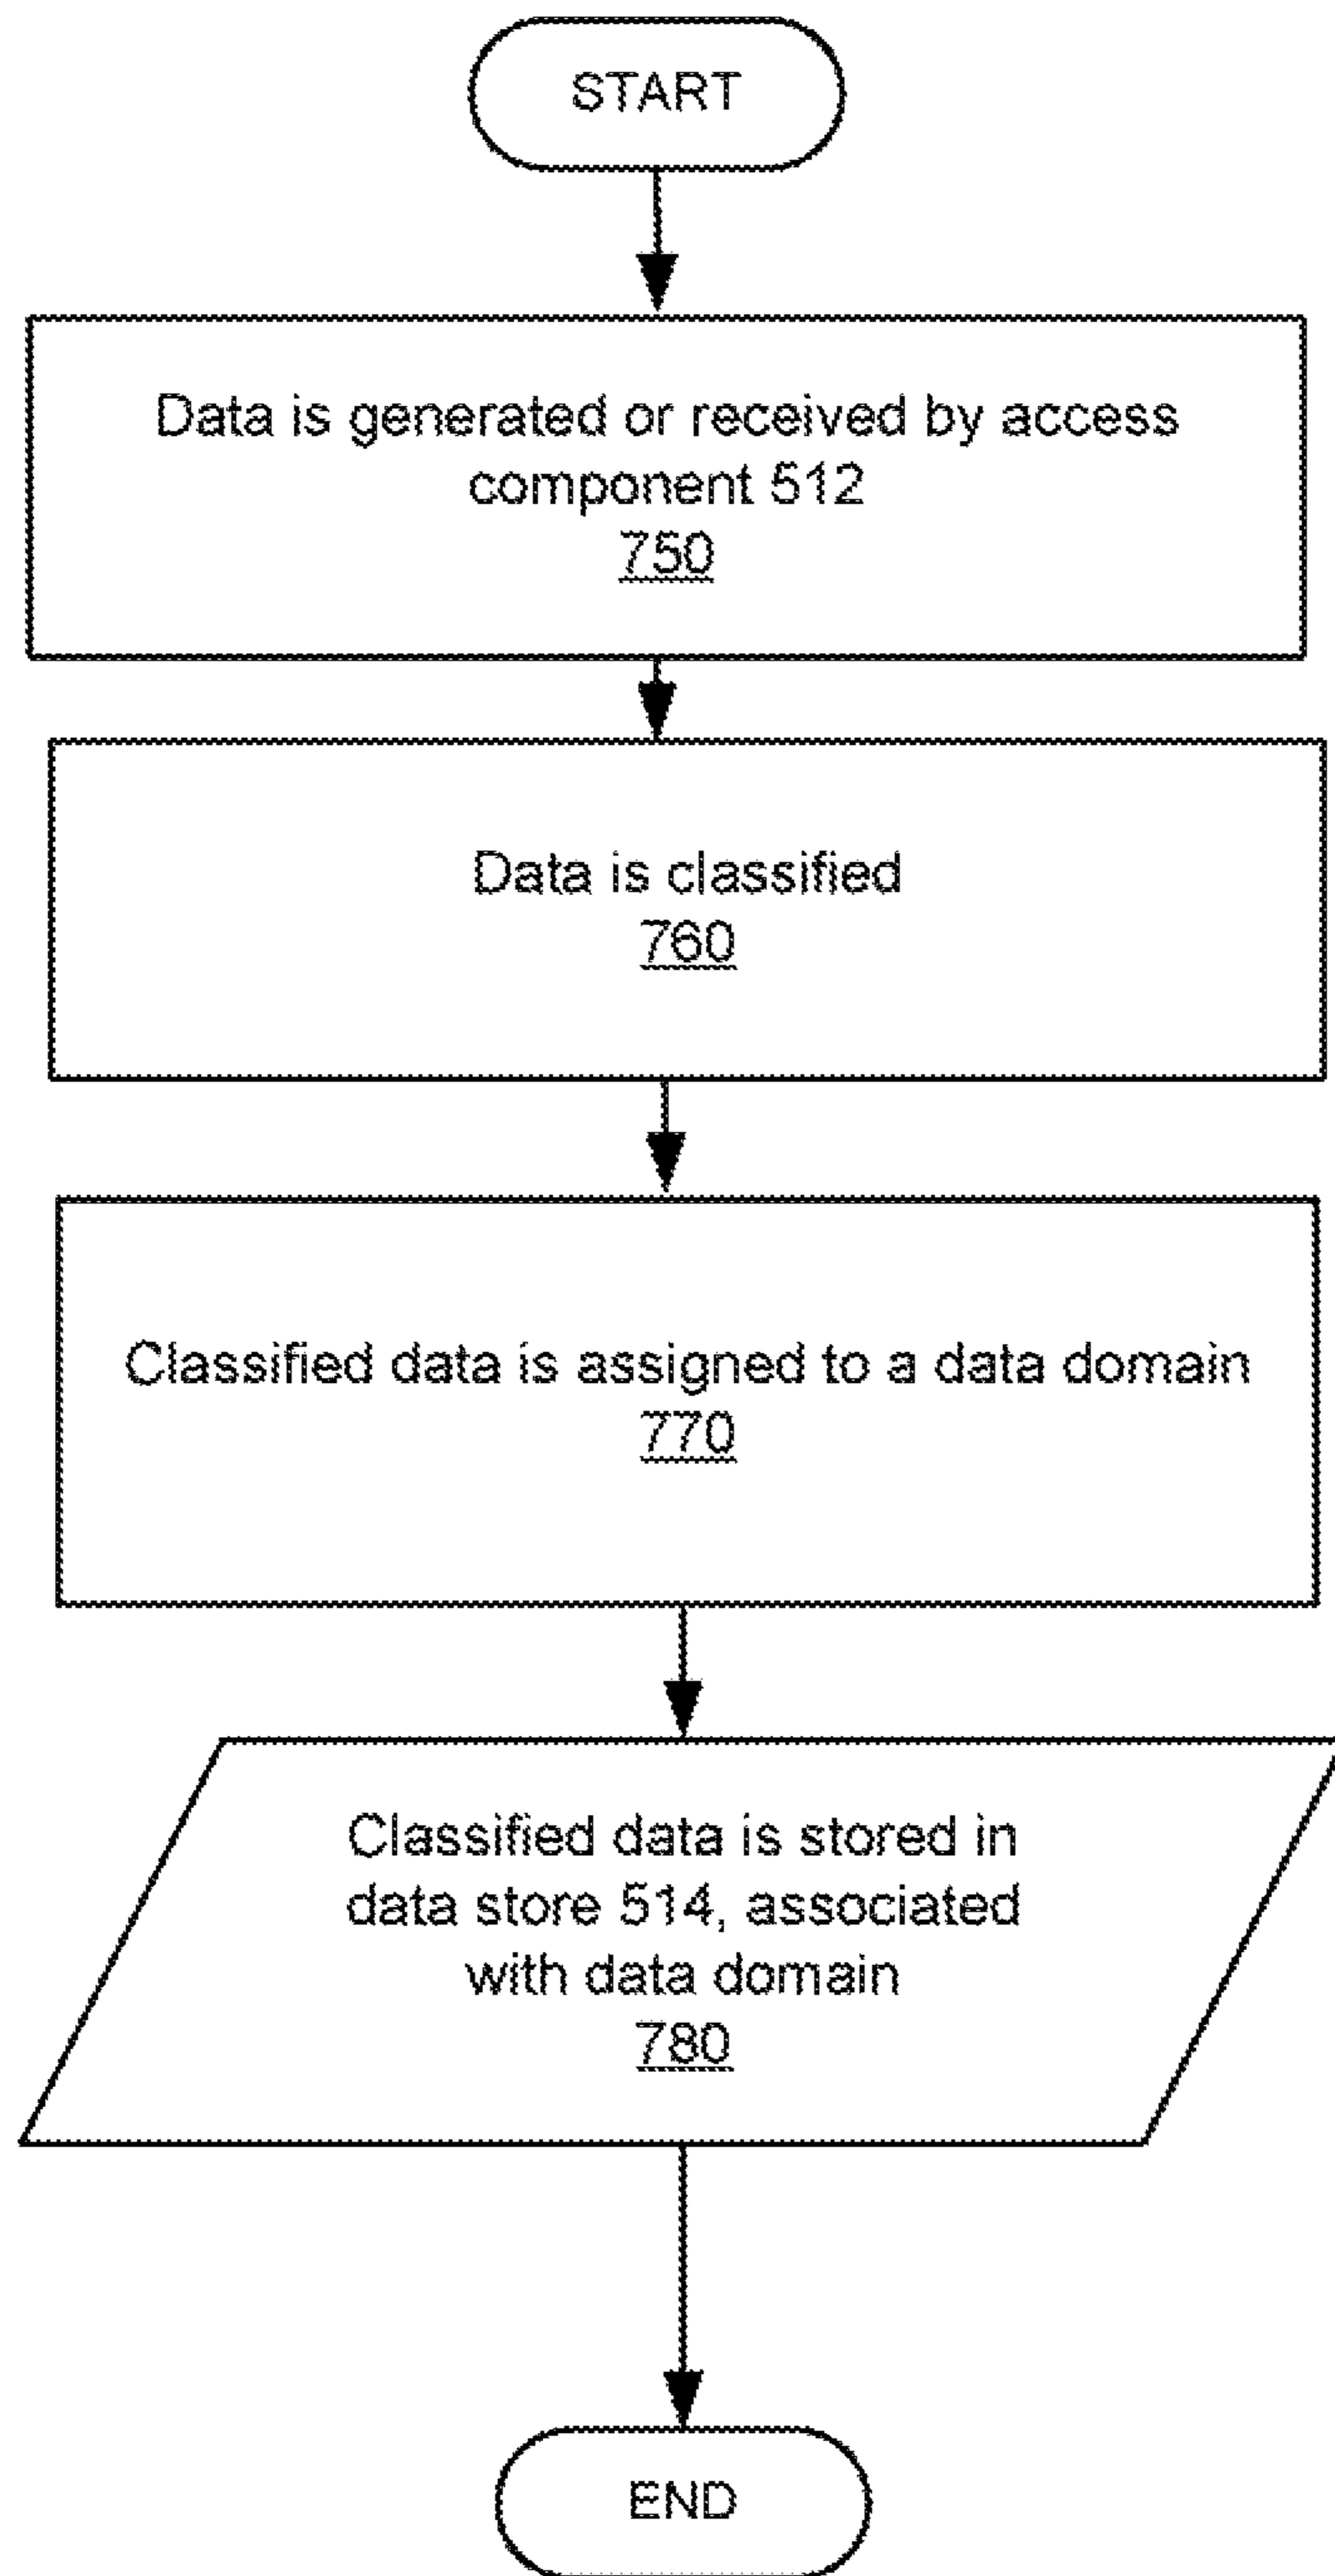 START
Data is generated or received by access
component 512
750
Data is classified
760
Classified data is assigned to a data domain
770
Classified data is stored in
data store 514, associated
with data domain
780
END